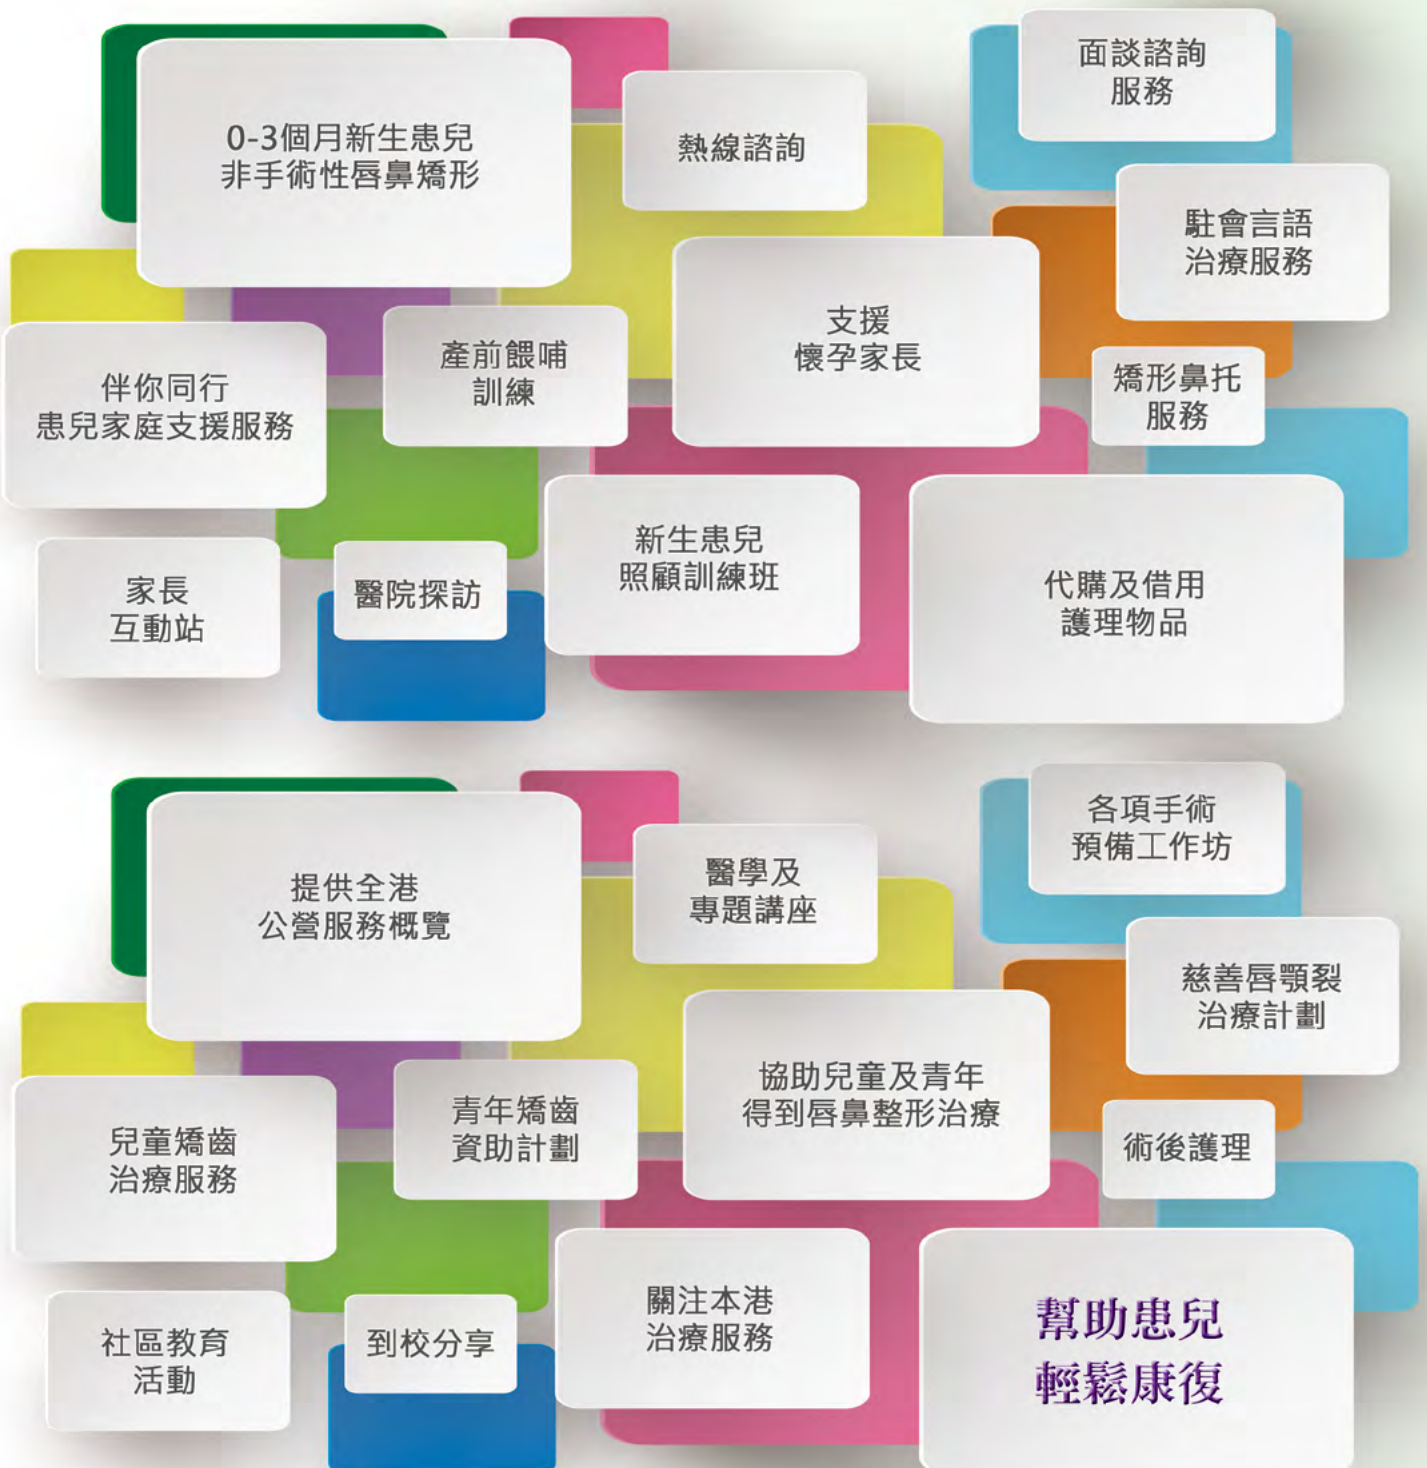 0-3個月新生患兒
非手術性唇鼻矯形
熱線諮詢
面談諮詢
服務
駐會言語
治療服務
伴你同行
患兒家庭支援服務
產前餵哺
訓練
支援
懷孕家長
矯形鼻托
服務
家長
互動站
醫院探訪
新生患兒
照顧訓練班
代購及借用
護理物品
提供全港
公營服務概覽
醫學及
專題講座
各項手術
預備工作坊
慈善唇顎裂
治療計劃
兒童矯齒
治療服務
青年矯齒
資助計劃
協助兒童及青年
得到唇鼻整形治療
術後護理
社區教育
活動
到校分享
關注本港
治療服務
幫助患兒
輕鬆康復